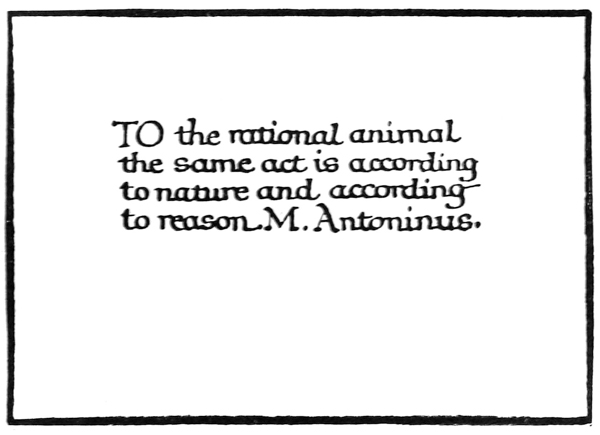 TO the rational animal
the same act is according
to nature and according
to reason. M. Antoninus.